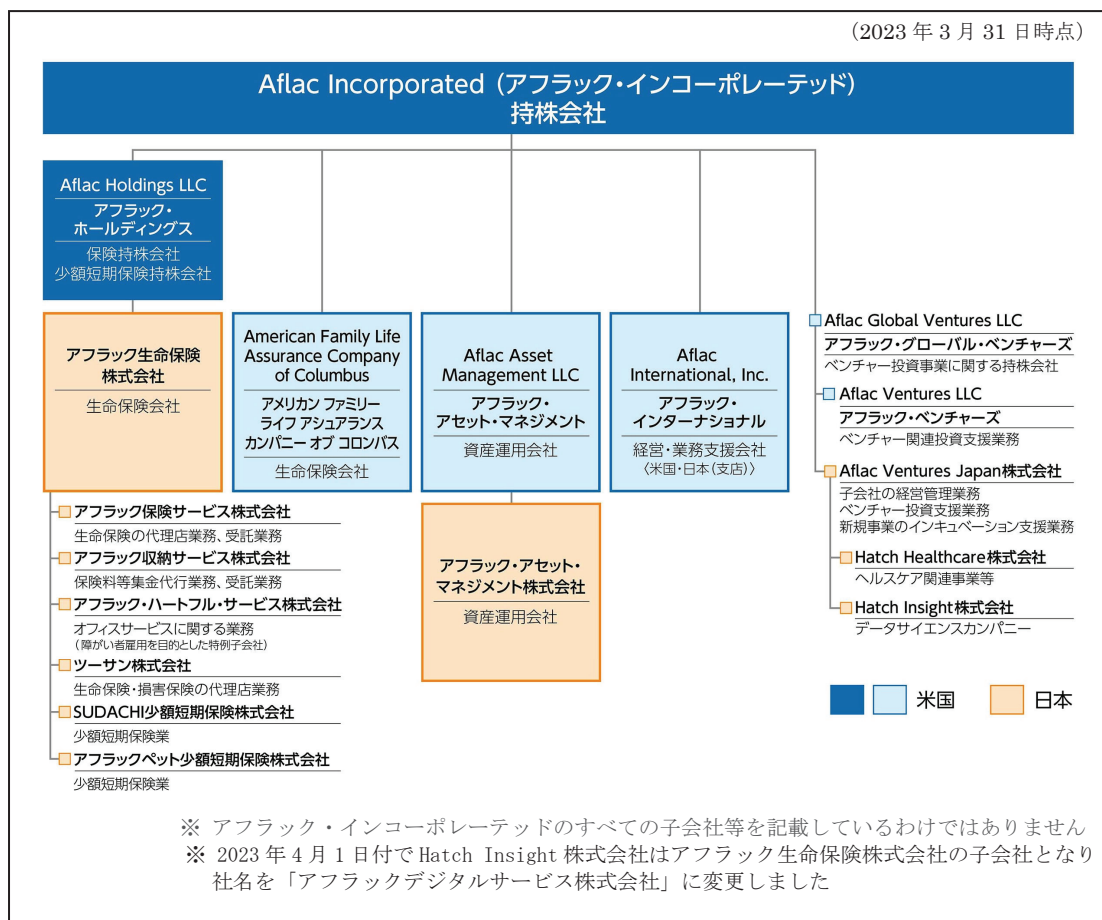 (2023 年 3 月 31 日時点)
Aflac Incorporated (アフラック・インコーポレーテッド)
持株会社
Aflac Holdings LLC
アフラック・
ホールディングス
保険持株会社
少額短期保険持株会社
アフラック生命保険
株式会社
生命保険会社
American Family Life
Assurance Company
of Columbus
アメリカン ファミリー
ライフ アシュアランス
カンパニー オブ コロンバス
生命保険会社
Aflac Asset
Management LLC
アフラック・
アセット・マネジメント
資産運用会社
Aflac
International, Inc.
アフラック・
インターナショナル
経営・業務支援会社
〈米国・日本(支店)〉
Aflac Global Ventures LLC
アフラック・グローバル・ベンチャーズ
ベンチャー投資事業に関する持株会社
Aflac Ventures LLC
アフラック・ベンチャーズ
ベンチャー関連投資支援業務
Aflac Ventures Japan株式会社
子会社の経営管理業務
ベンチャー投資支援業務
新規事業のインキュベーション支援業務
Hatch Healthcare株式会社
ヘルスケア関連事業等
Hatch Insight株式会社
データサイエンスカンパニー
アフラック保険サービス株式会社
生命保険の代理店業務、受託業務
アフラック収納サービス株式会社
保険料等集金代行業務、受託業務
アフラック・ハートフル・サービス株式会社
オフィスサービスに関する業務
(障がい者雇用を目的とした特例子会社)
ツーサン株式会社
生命保険・損害保険の代理店業務
SUDACHI少額短期保険株式会社
少額短期保険業
アフラックペット少額短期保険株式会社
少額短期保険業
アフラック・アセット・
マネジメント株式会社
資産運用会社
米国
日本
※ アフラック・インコーポレーテッドのすべての子会社等を記載しているわけではありません
※ 2023 年 4 月 1 日付で Hatch Insight 株式会社はアフラック生命保険株式会社の子会社となり
社名を「アフラックデジタルサービス株式会社」に変更しました